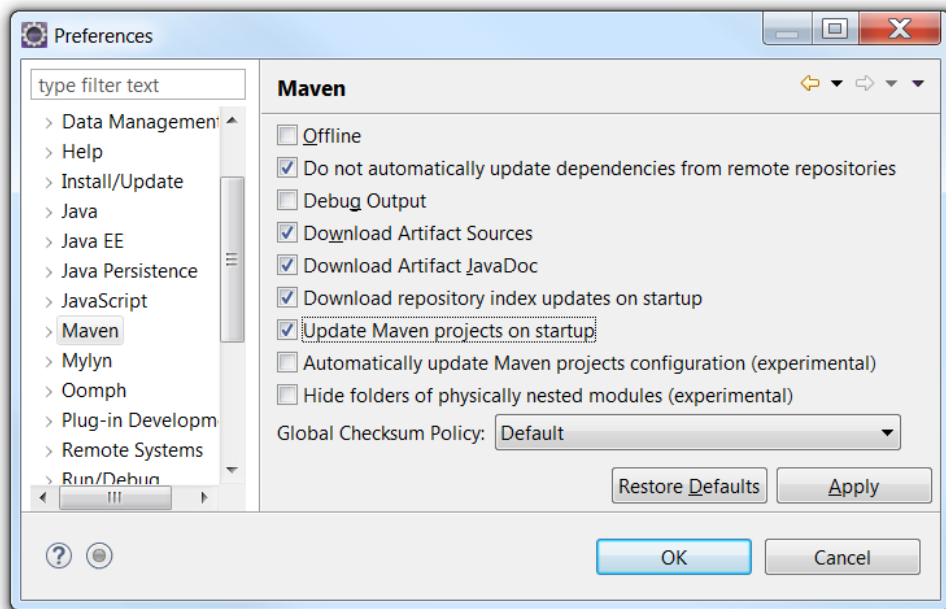 Preferences
type filter text
Data Management
Help
Install/Update
Java
Java EE
Java Persistence
JavaScript
Maven
Mylyn
Oomph
Plug-in Developm
Remote Systems
Run/Debug
Maven
Offline
Do not automatically update dependencies from remote repositories
Debug Output
Download Artifact Sources
Download Artifact JavaDoc
Download repository index updates on startup
Update Maven projects on startup
Automatically update Maven projects configuration (experimental)
Hide folders of physically nested modules (experimental)
Global Checksum Policy: Default
Restore Defaults Apply
? OK Cancel